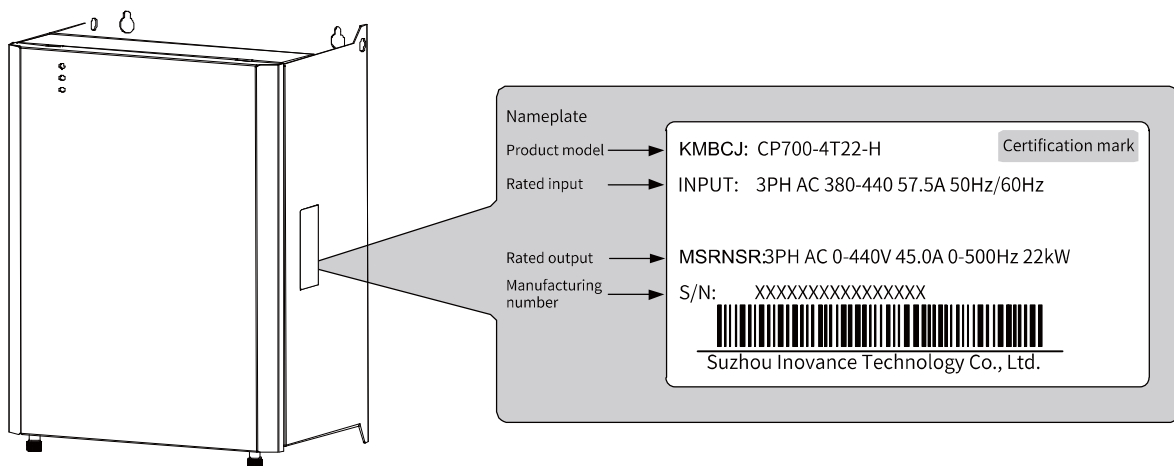 Nameplate
Product model
KMBCJ: CP700-4T22-H
Certification mark
Rated input
INPUT: 3PH AC 380-440 57.5A 50Hz/60Hz
Rated output
MSRNSR:3PH AC 0-440V 45.0A 0-500Hz 22kW
Manufacturing
number
S/N: XXXXXXXXXXXXXXXX
Suzhou Inovance Technology Co., Ltd.